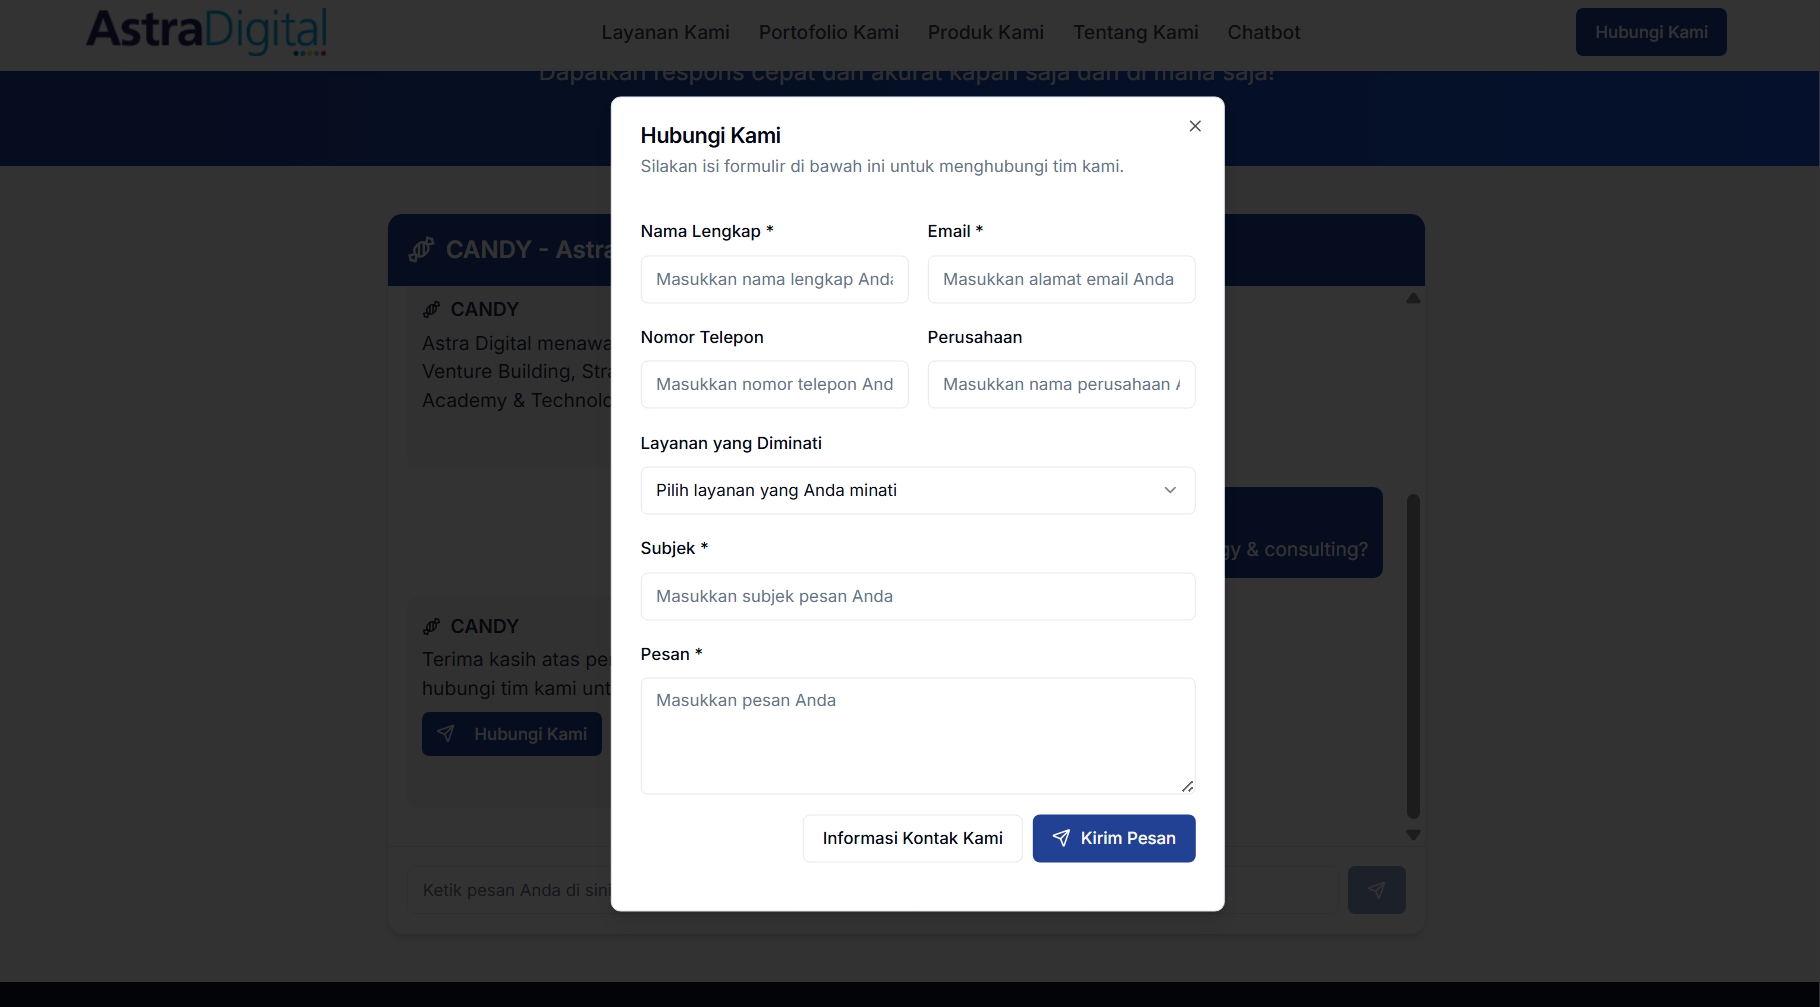 AstraDigital
Layanan Kami Portofolio Kami Produk Kami Tentang Kami Chatbot
Hubungi Kami
Dapatkan respons cepat dan akurat kapan saja dan di mana saja!
Hubungi Kami
Silakan isi formulir di bawah ini untuk menghubungi tim kami.
Nama Lengkap * Email *
Masukkan nama lengkap Anda Masukkan alamat email Anda
Nomor Telepon Perusahaan
Masukkan nomor telepon And Masukkan nama perusahaan
Layanan yang Diminati
Pilih layanan yang Anda minati
Subjek *
Masukkan subjek pesan Anda
Pesan *
Masukkan pesan Anda
Informasi Kontak Kami Kirim Pesan
CANDY - Astra
CANDY
Astra Digital menawa
Venture Building, Stra
Academy & Technolo
gy & consulting?
CANDY
Terima kasih atas pe
hubungi tim kami unt
Hubungi Kami
Ketik pesan Anda di sini